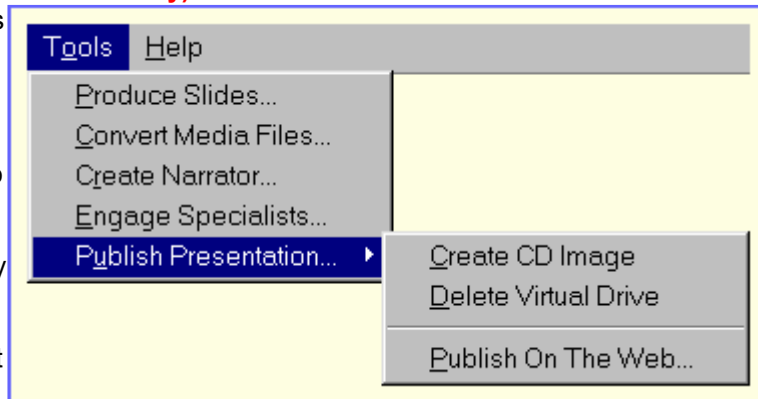 Tools Help
Produce Slides...
Convert Media Files...
Create Narrator...
Engage Specialists...
Publish Presentation...
Create CD Image
Delete Virtual Drive
Publish On The Web...